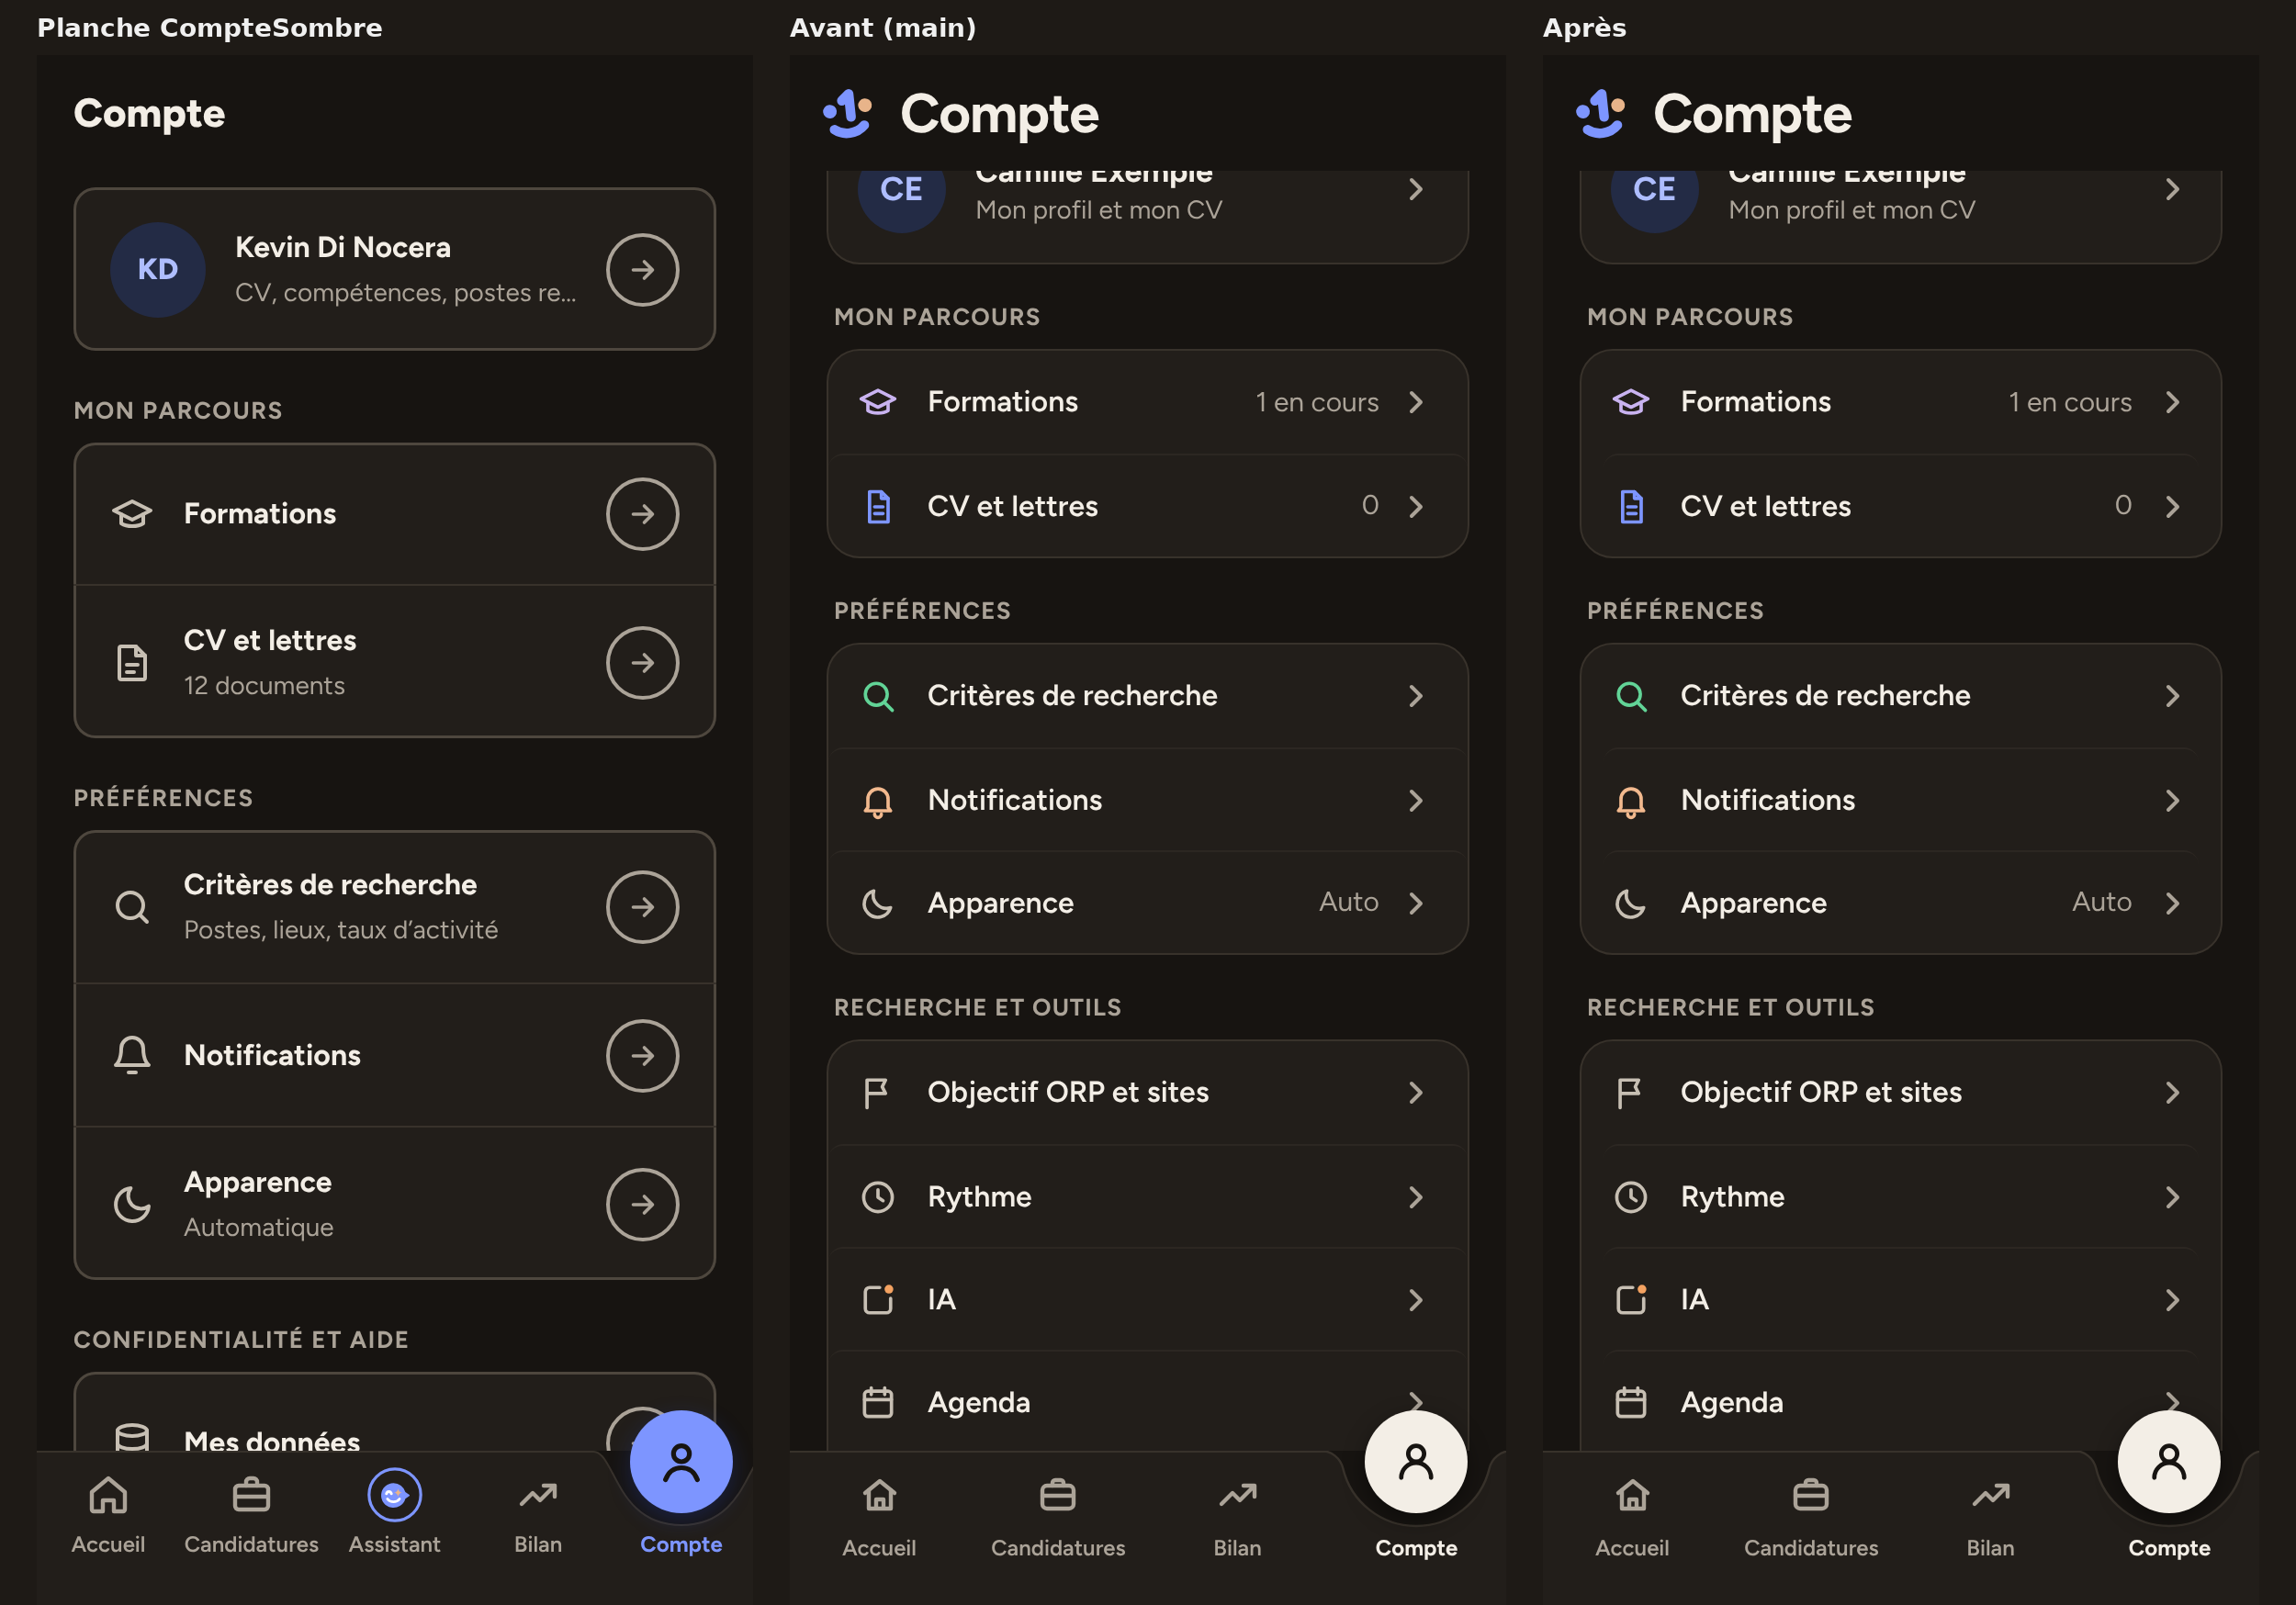 Planche CompteSombre
Compte
KD
Kevin Di Nocera
CV, compétences, postes re...
MON PARCOURS
Formations
CV et lettres
12 documents
PRÉFÉRENCES
Critères de recherche
Postes, lieux, taux d’activité
Notifications
Apparence
Automatique
CONFIDENTIALITÉ ET AIDE
Mes données
Accueil
Candidatures
Assistant
Bilan
Compte
Avant (main)
Compte
CE
Camille Exemple
Mon profil et mon CV
MON PARCOURS
Formations
1 en cours
CV et lettres
0
PRÉFÉRENCES
Critères de recherche
Notifications
Apparence
Auto
RECHERCHE ET OUTILS
Objectif ORP et sites
Rythme
IA
Agenda
Accueil
Candidatures
Bilan
Compte
Après
Compte
CE
Camille Exemple
Mon profil et mon CV
MON PARCOURS
Formations
1 en cours
CV et lettres
0
PRÉFÉRENCES
Critères de recherche
Notifications
Apparence
Auto
RECHERCHE ET OUTILS
Objectif ORP et sites
Rythme
IA
Agenda
Accueil
Candidatures
Bilan
Compte